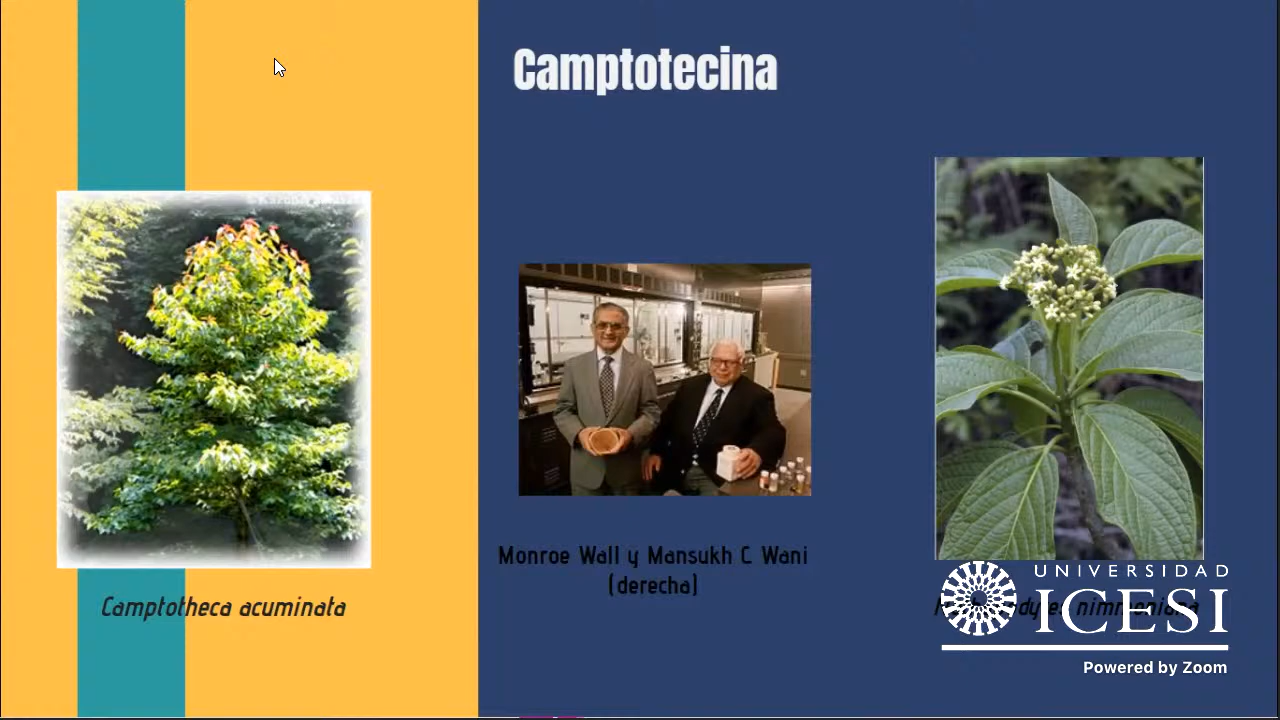 Camptotecina
Monroe Wall y Mansukh C. Wani
(derecha)
Camptotheca acuminata
UNIVERSIDAD
ICESI
Powered by Zoom